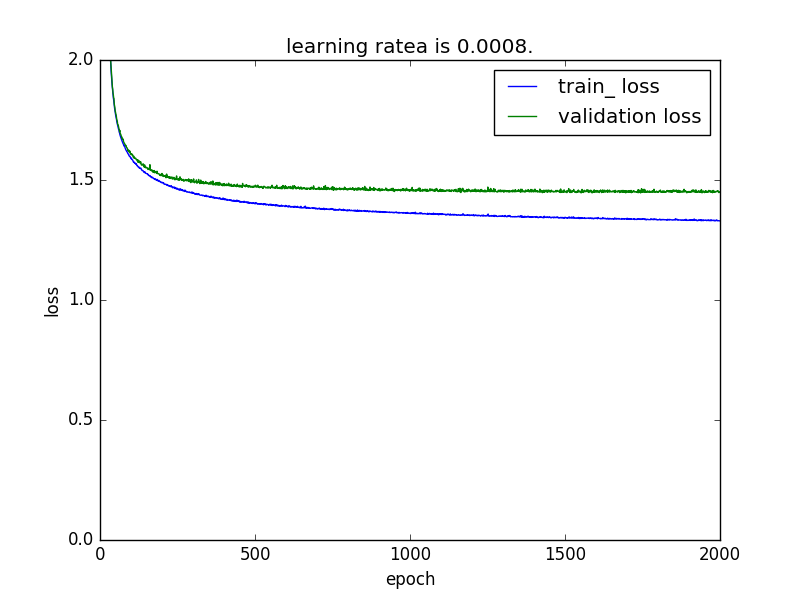 learning ratea is 0.0008.
train_ loss
validation loss
2.0
1.5
1.0
0.5
0.0
loss
0 500 1000 1500 2000
epoch